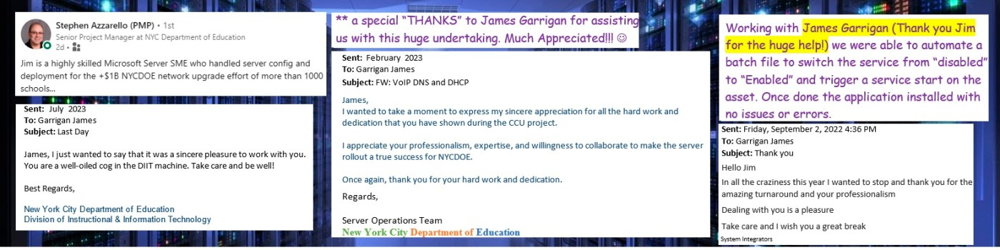 Stephen Azzarello (PMP) • 1st
Senior Project Manager at NYC Department of Education
2d •
Jim is a highly skilled Microsoft Server SME who handled server config and
deployment for the +$1B NYCDOE network upgrade effort of more than 1000
schools...
Sent: July 2023
To: Garrigan James
Subject: Last Day
James, I just wanted to say that it was a sincere pleasure to work with you.
You are a well-oiled cog in the DIIT machine. Take care and be well!
Best Regards,
New York City Department of Education
Division of Instructional & Information Technology
** a special “THANKS” to James Garrigan for assisting
us with this huge undertaking. Much Appreciated!!! ☺
Sent: February 2023
To: Garrigan James
Subject: FW: VoIP DNS and DHCP
James,
I wanted to take a moment to express my sincere appreciation for all the hard work and
dedication that you have shown during the CCU project.
I appreciate your professionalism, expertise, and willingness to collaborate to make the server
rollout a true success for NYCDOE.
Once again, thank you for your hard work and dedication.
Regards,
Server Operations Team
New York City Department of Education
Working with James Garrigan (Thank you Jim
for the huge help!) we were able to automate a
batch file to switch the service from “disabled”
to “Enabled” and trigger a service start on the
asset. Once done the application installed with
no issues or errors.
Sent: Friday, September 2, 2022 4:36 PM
To: Garrigan James
Subject: Thank you
Hello Jim
In all the craziness this year I wanted to stop and thank you for the
amazing turnaround and your professionalism
Dealing with you is a pleasure
Take care and I wish you a great break
System Integrators